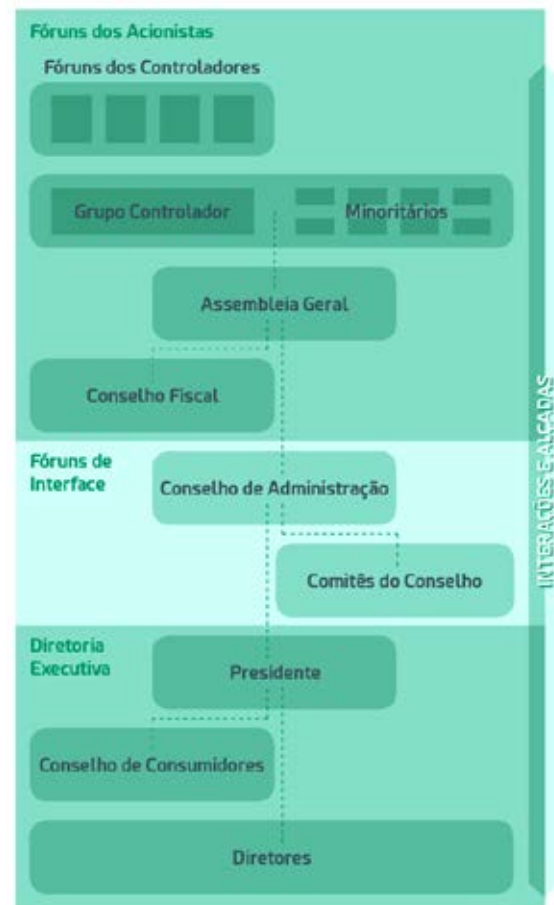 Fóruns dos Acionistas
Fóruns dos Controladores
Grupo Controlador
Minoritários
Assembleia Geral
Conselho Fiscal
Fóruns de
Interface
Conselho de Administração
Comitês do Conselho
Diretoria
Executiva
Presidente
Conselho de Consumidores
Diretores
INTERAÇÕES E ALÇADAS